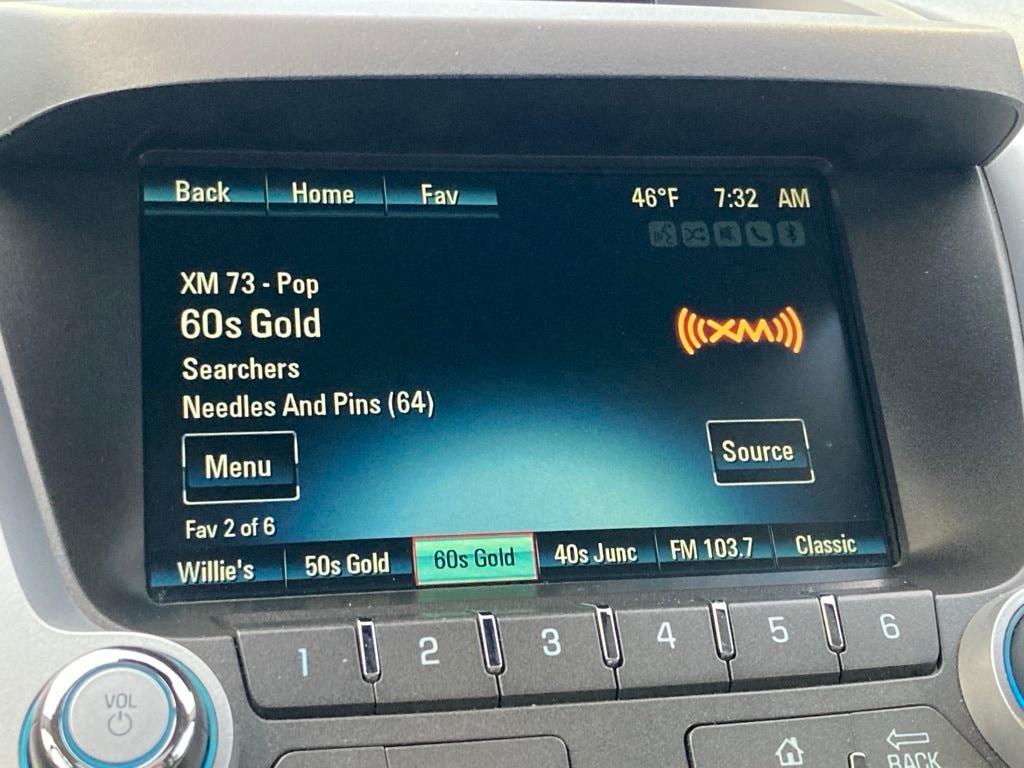 Back Home Fav 46°F 7:32 AM
XM 73 - Pop
60s Gold
((XM))
Searchers
Needles And Pins (64)
Menu Source
Fav 2 of 6
Willie's 50s Gold 60s Gold 40s Junc FM 103.7 Classic
1 2 3 4 5 6
VOL
BACK